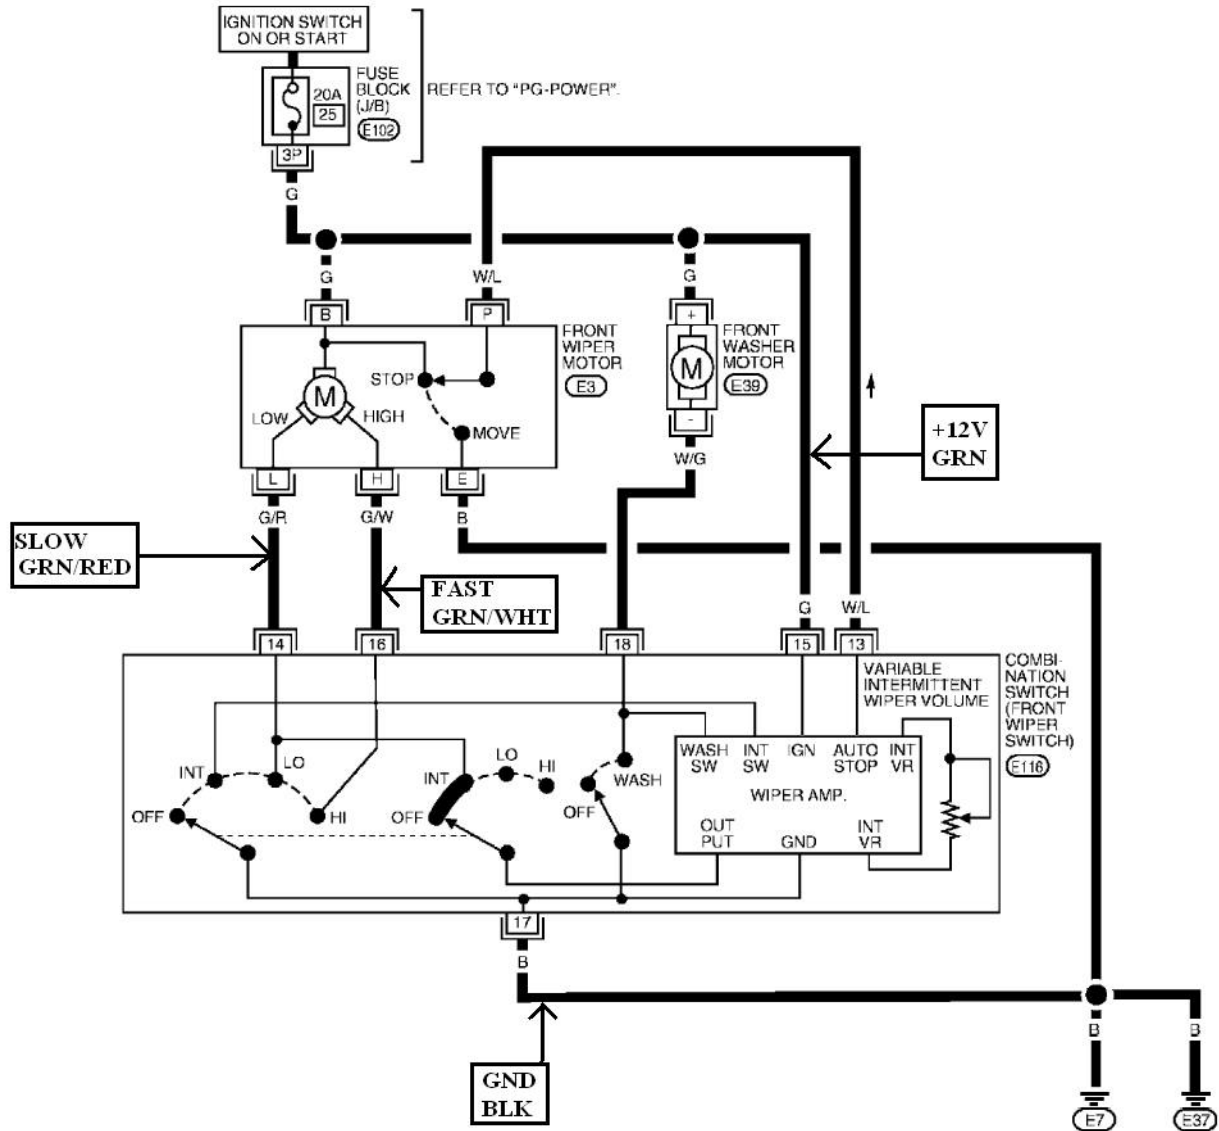 IGNITION SWITCH
ON OR START
FUSE
BLOCK
(J/B)
E102
REFER TO "PG-POWER".
20A
25
3P
G
G
W/L
G
B
P
+
FRONT
WIPER
MOTOR
E3
FRONT
WASHER
MOTOR
E39
STOP
M
M
LOW
HIGH
MOVE
-
+12V
GRN
L
H
E
W/G
G/R
G/W
B
SLOW
GRN/RED
FAST
GRN/WHT
G
W/L
14
16
18
15
13
VARIABLE
INTERMITTENT
WIPER VOLUME
COMBI-
NATION
SWITCH
(FRONT
WIPER
SWITCH)
E116
INT
LO
OFF
HI
INT
LO
HI
OFF
WASH
OFF
WASH
SW
INT
SW
IGN
AUTO
STOP
INT
VR
WIPER AMP.
OUT
PUT
GND
INT
VR
17
B
GND
BLK
B
B
E7
E37